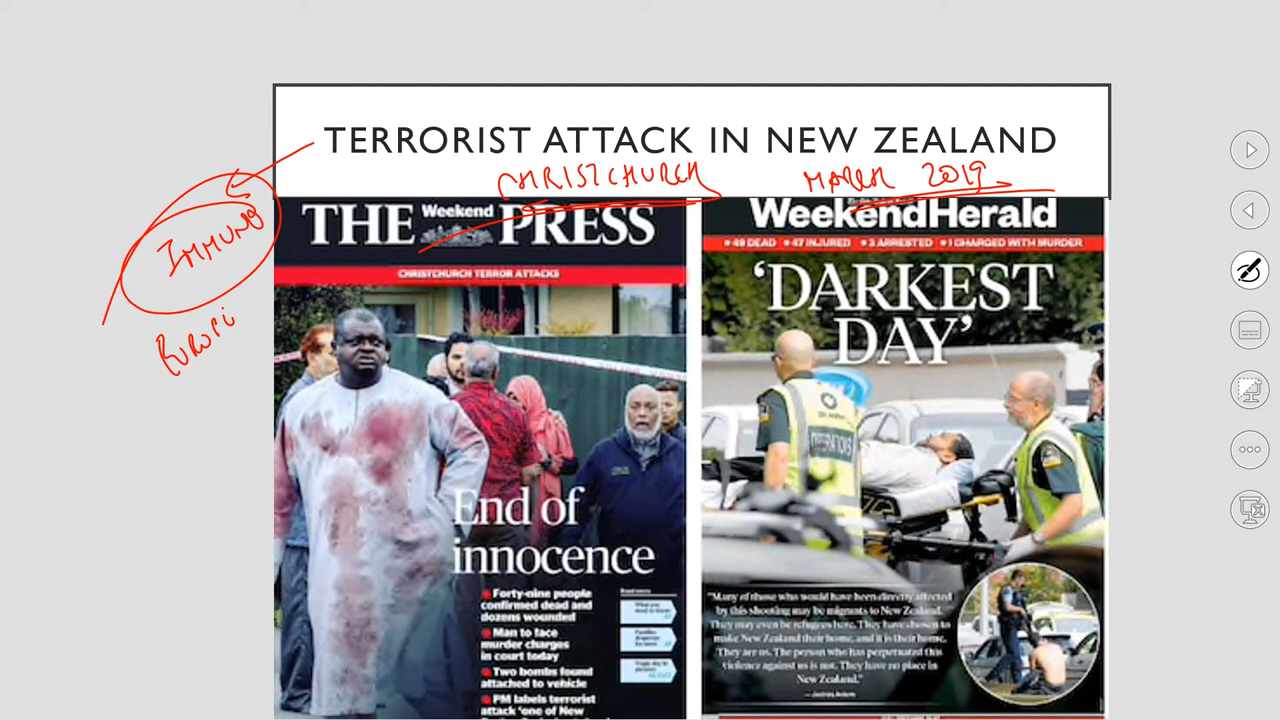 TERRORIST ATTACK IN NEW ZEALAND
CHRISTCHURCH
MARCH 2019
IMMUNE
THE Weekend PRESS
CHRISTCHURCH TERROR ATTACKS
End of
innocence
Forty-nine people
confirmed dead and
dozens wounded
Man to face
murder charges
in court today
Two bombs found
attached to vehicle
PM labels terrorist
attack 'one of New
WeekendHerald
• 49 DEAD • 47 INJURED • 3 ARRESTED • 1 CHARGED WITH MURDER
'DARKEST
DAY'
"Many of those who would have been directly affected
by this shooting may be migrants to New Zealand.
They may even be refugees here. They have chosen to
make New Zealand their home, and it is their home.
They are us. The person who has perpetuated this
violence against us is not. They have no place in
New Zealand."
— Jacinda Ardern